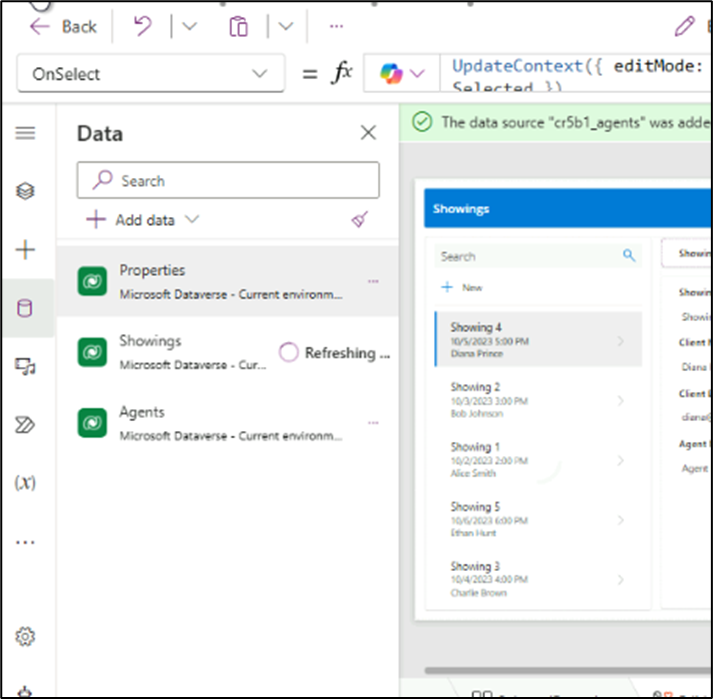 Back
OnSelect
= fx
UpdateContext({ editMode:
Selected })
Data
The data source "cr5b1_agents" was adde
Search
Add data
Properties
Microsoft Dataverse - Current environm...
Showings
Microsoft Dataverse - Cur...
Refreshing ...
Agents
Microsoft Dataverse - Current environm...
(x)
Showings
Search
New
Showing 4
10/5/2023 5:00 PM
Diana Prince
Showing 2
10/3/2023 3:00 PM
Bob Johnson
Showing 1
10/2/2023 2:00 PM
Alice Smith
Showing 5
10/6/2023 6:00 PM
Ethan Hunt
Showing 3
10/4/2023 4:00 PM
Charlie Brown
Showin
Showin
Showin
Client
Diana
Client
diana@
Agent
Agent